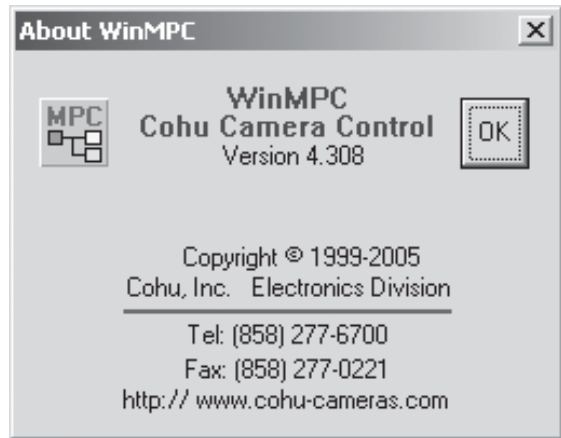 About WinMPC
MPC
WinMPC
Cohu Camera Control
Version 4.308
OK
Copyright © 1999-2005
Cohu, Inc. Electronics Division
Tel: (858) 277-6700
Fax: (858) 277-0221
http:// www.cohu-cameras.com